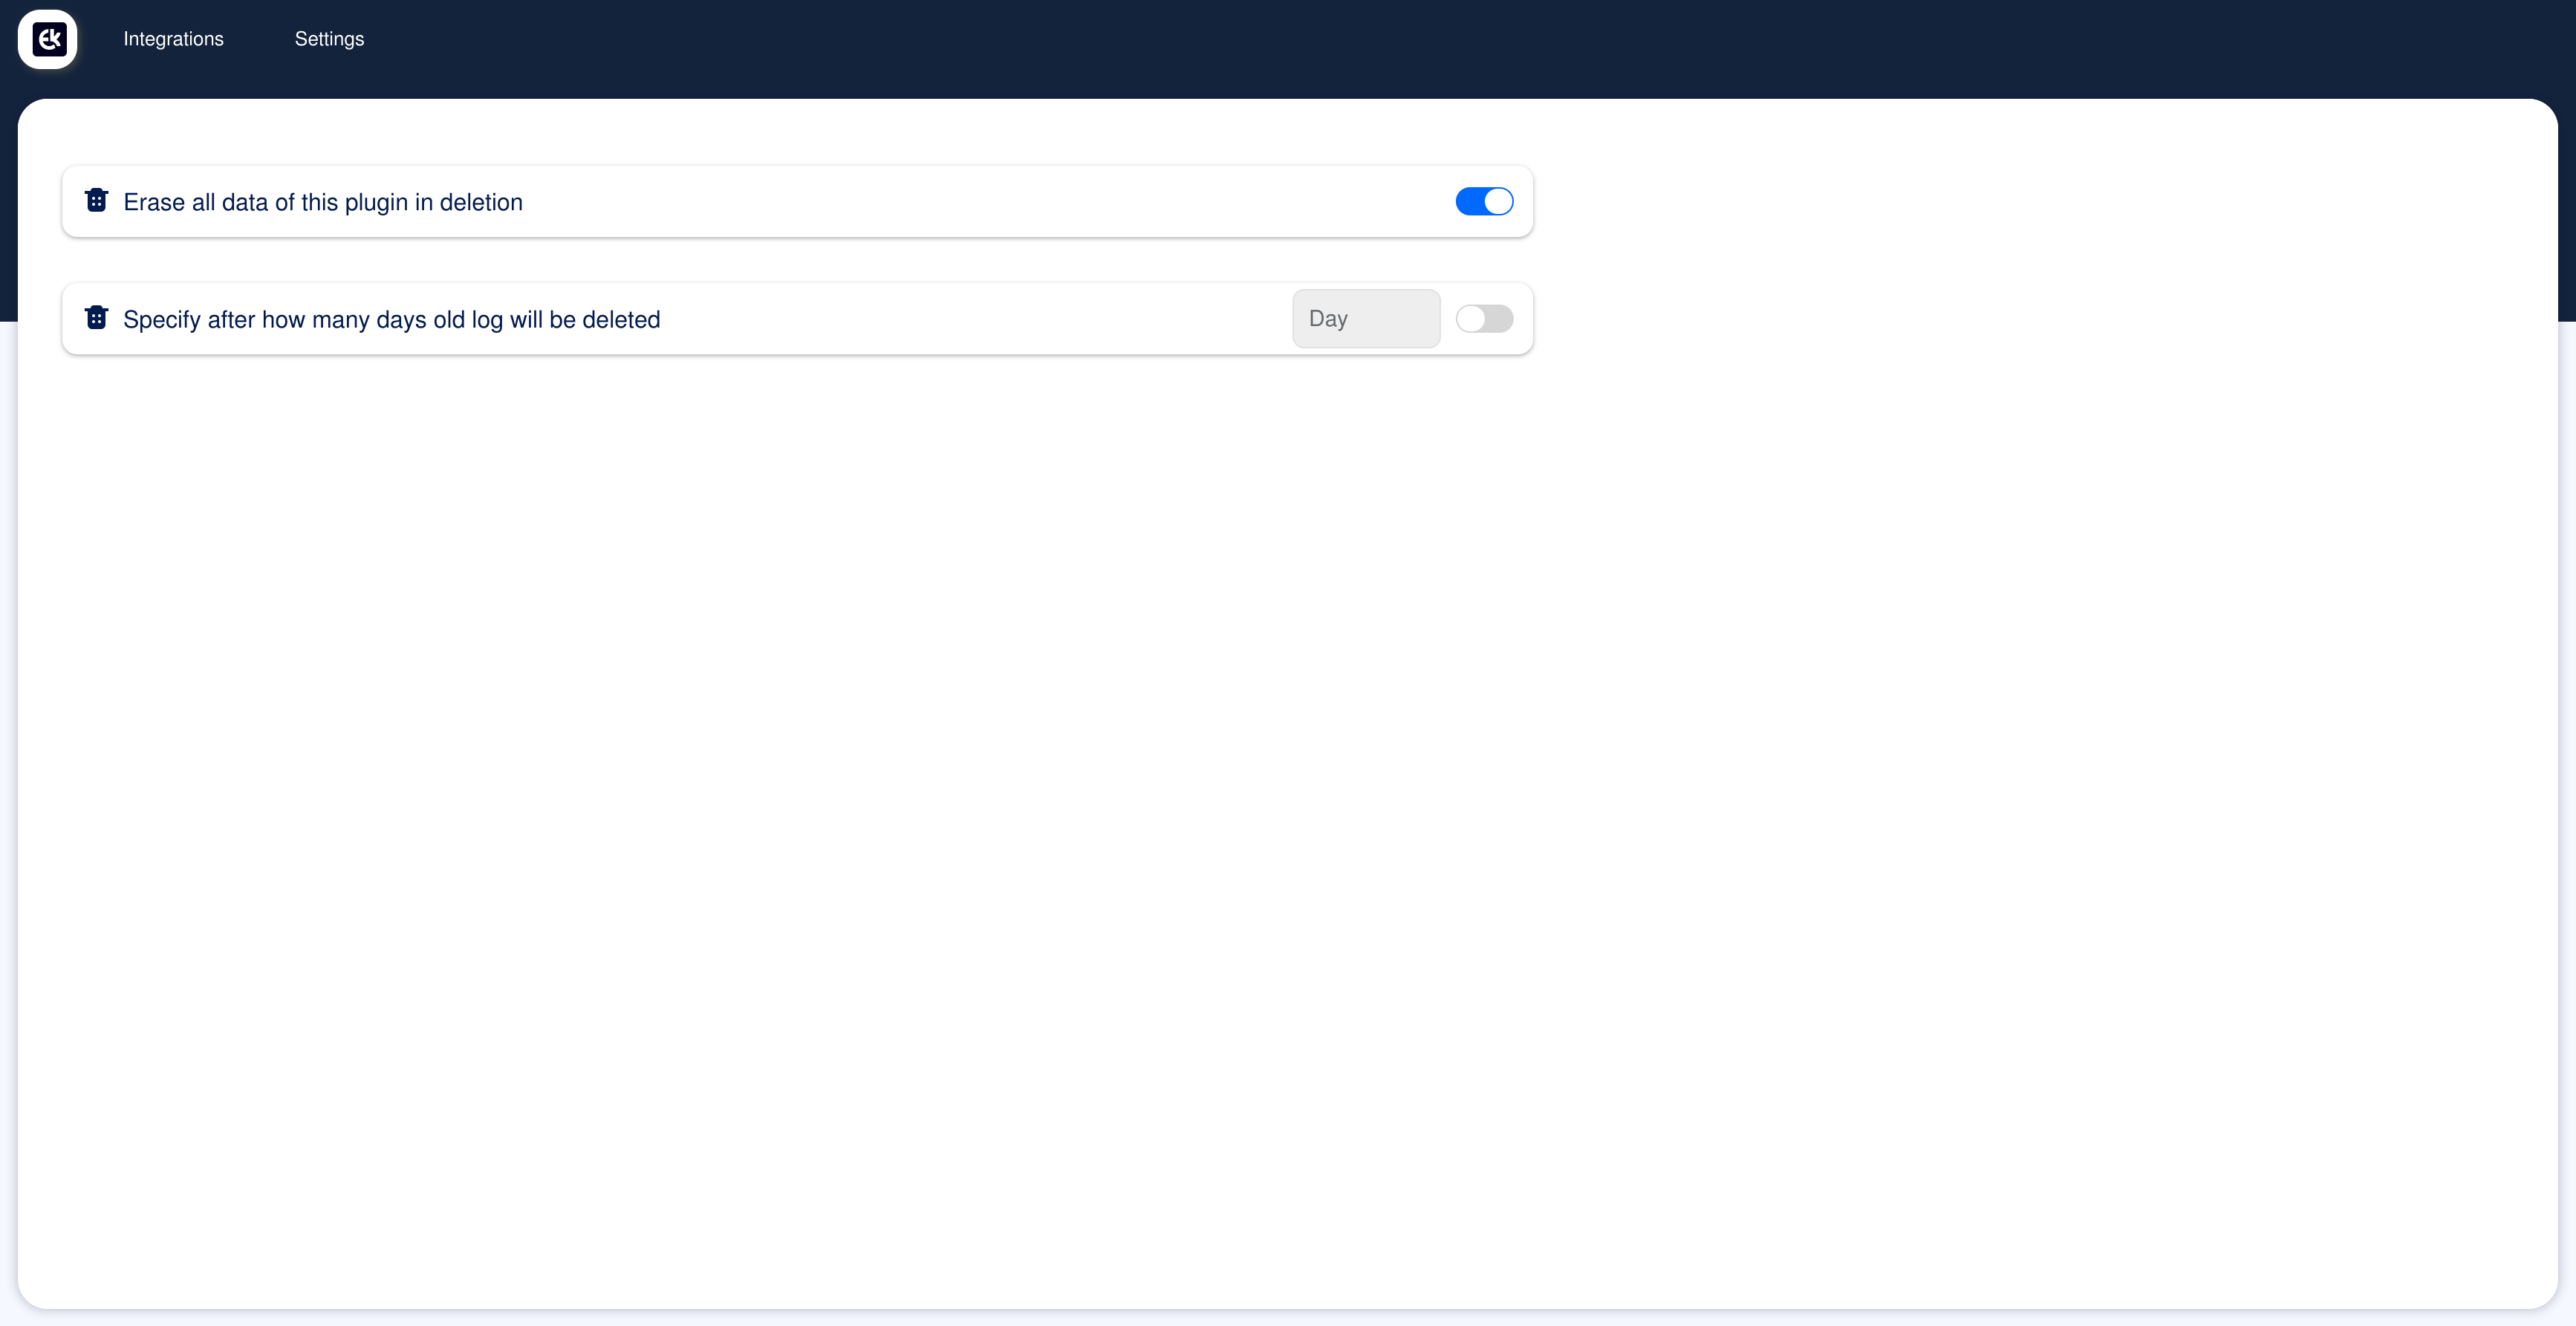 Integrations
Settings
Erase all data of this plugin in deletion
Specify after how many days old log will be deleted
Day